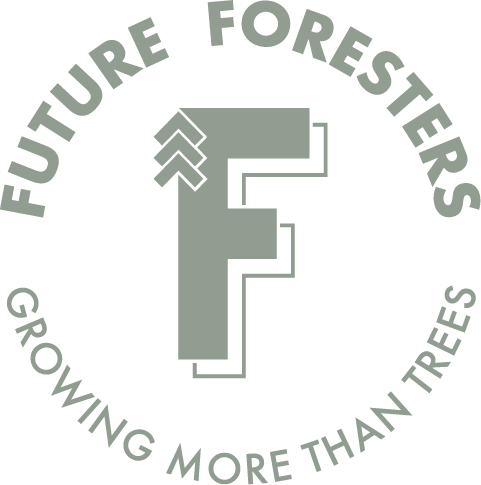 FUTURE FORESTERS
F
GROWING MORE THAN TREES